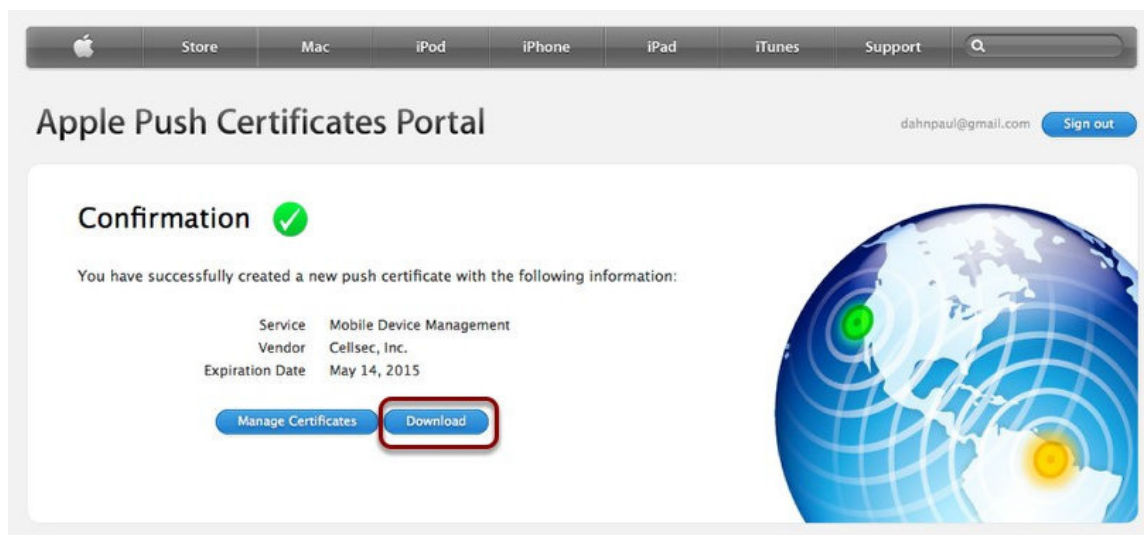 Store Mac iPod iPhone iPad iTunes Support
Apple Push Certificates Portal
dahnpaul@gmail.com Sign out
Confirmation
You have successfully created a new push certificate with the following information:
Service Mobile Device Management
Vendor Cellsec, Inc.
Expiration Date May 14, 2015
Manage Certificates Download